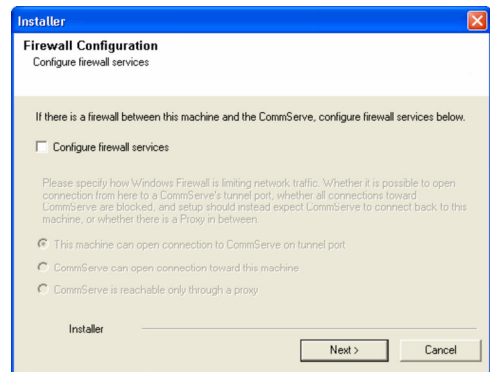 Installer
Firewall Configuration
Configure firewall services
If there is a firewall between this machine and the CommServe, configure firewall services below.
Configure firewall services
Please specify how Windows Firewall is limiting network traffic. Whether it is possible to open
connection from here to a CommServe's tunnel port, whether all connections toward
CommServe are blocked, and setup should instead expect CommServe to connect back to this
machine, or whether there is a Proxy in between.
This machine can open connection to CommServe on tunnel port
CommServe can open connection toward this machine
CommServe is reachable only through a proxy
Installer
Next >
Cancel